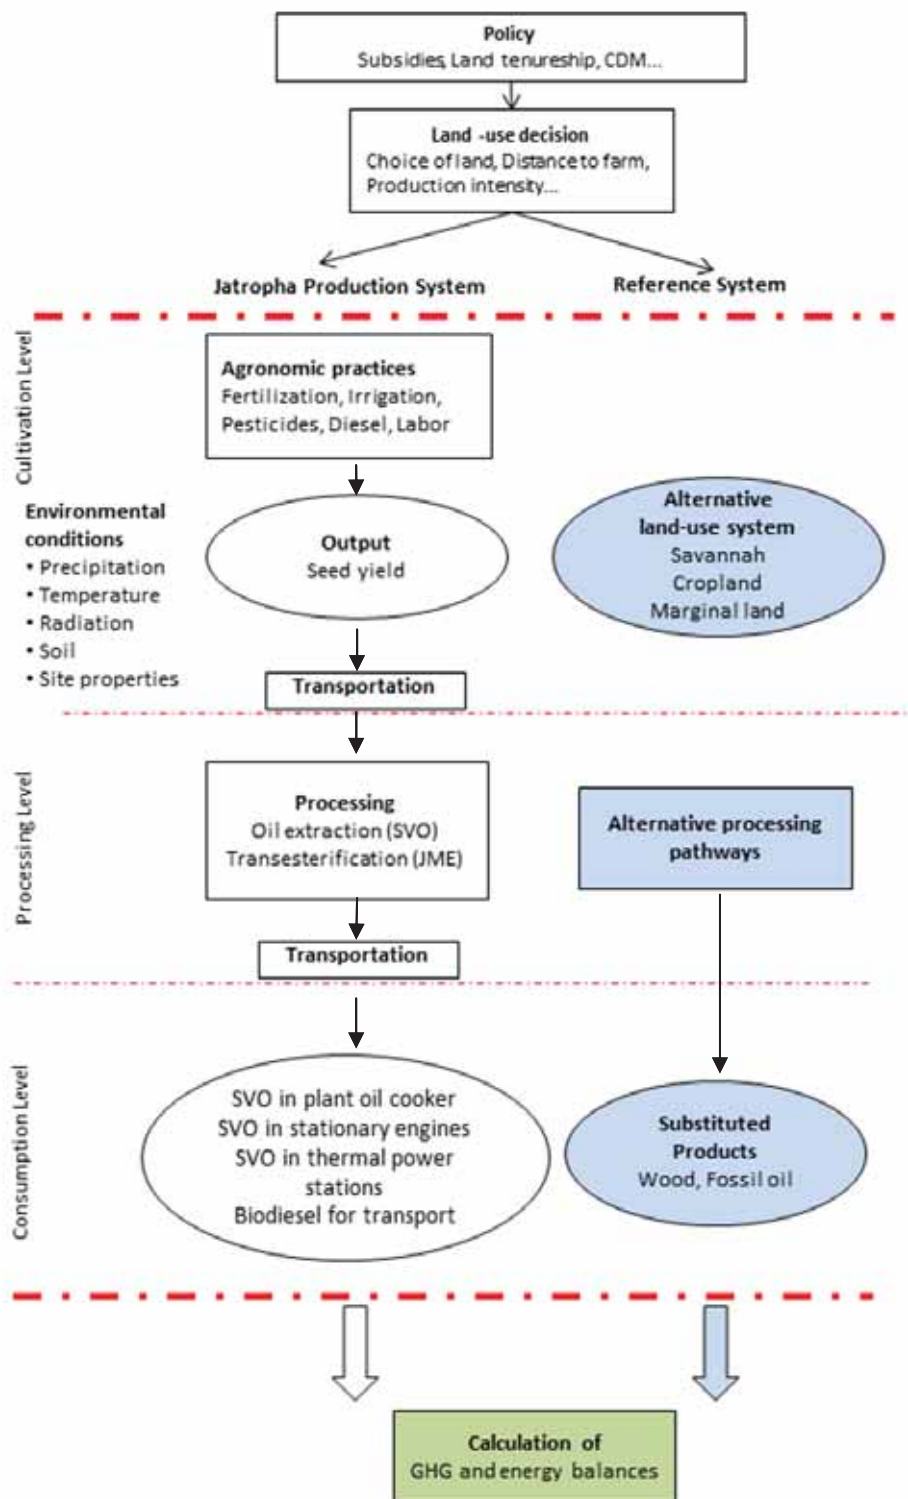 Policy
Subsidies, Land tenureship, CDM...
Land -use decision
Choice of land, Distance to farm,
Production intensity...
Jatropha Production System
Reference System
Cultivation Level
Agronomic practices
Fertilization, Irrigation,
Pesticides, Diesel, Labor
Environmental
conditions
• Precipitation
• Temperature
• Radiation
• Soil
• Site properties
Output
Seed yield
Alternative
land-use system
Savannah
Cropland
Marginal land
Transportation
Processing Level
Processing
Oil extraction (SVO)
Transesterification (JME)
Alternative processing
pathways
Transportation
Consumption Level
SVO in plant oil cooker
SVO in stationary engines
SVO in thermal power
stations
Biodiesel for transport
Substituted
Products
Wood, Fossil oil
Calculation of
GHG and energy balances